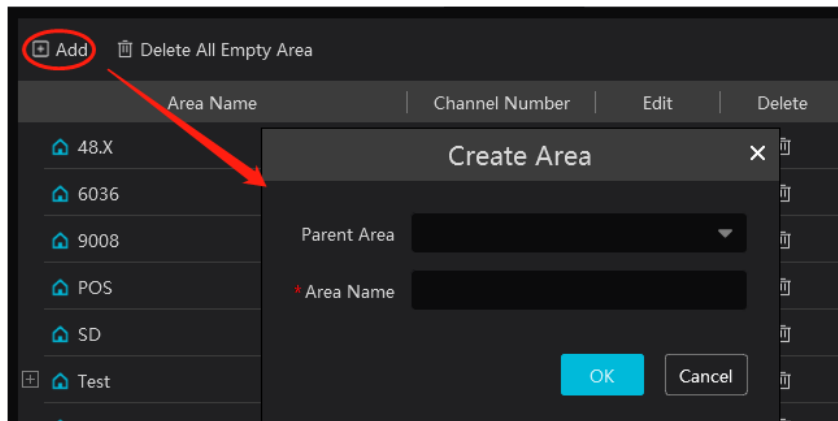 Add Delete All Empty Area
Area Name Channel Number Edit Delete
48.X
Create Area
6036
Parent Area
9008
* Area Name
POS
SD
OK Cancel
Test